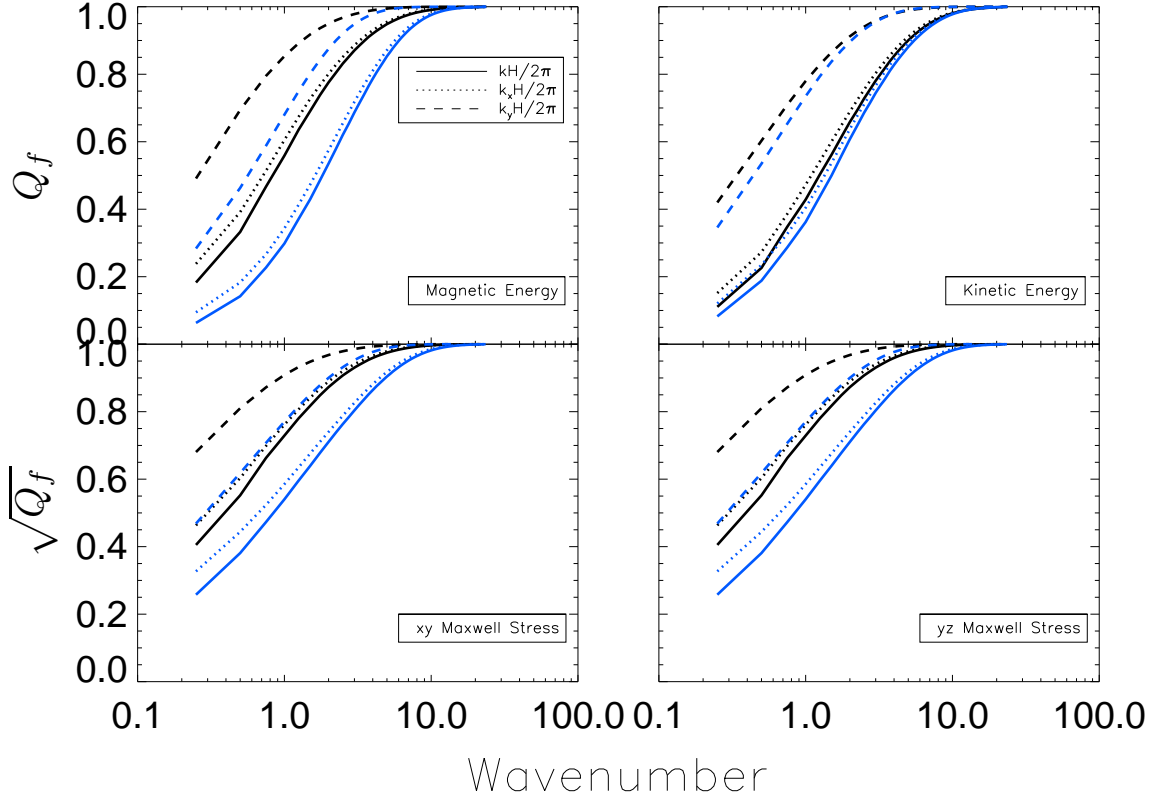 1.0
0.8
0.6
0.4
0.2
0.0
Q_f
kH/2π
k_xH/2π
k_yH/2π
Magnetic Energy
Kinetic Energy
1.0
0.8
0.6
0.4
0.2
0.0
√Q_f
xy Maxwell Stress
yz Maxwell Stress
0.1 1.0 10.0 100.0 0.1 1.0 10.0 100.0
Wavenumber